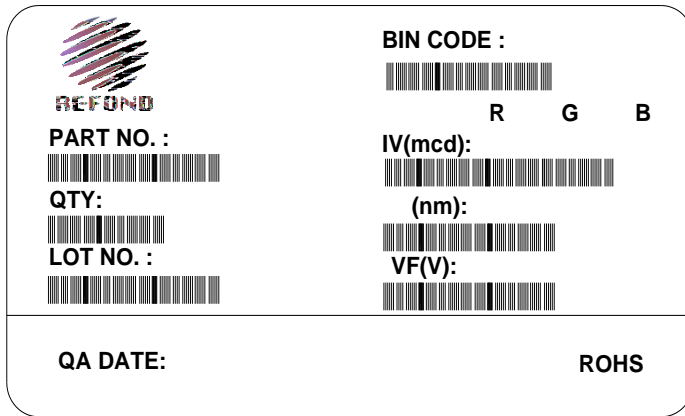 REFOND
BIN CODE :
R G B
PART NO. :
IV(mcd):
QTY:
(nm):
LOT NO. :
VF(V):
QA DATE:
ROHS